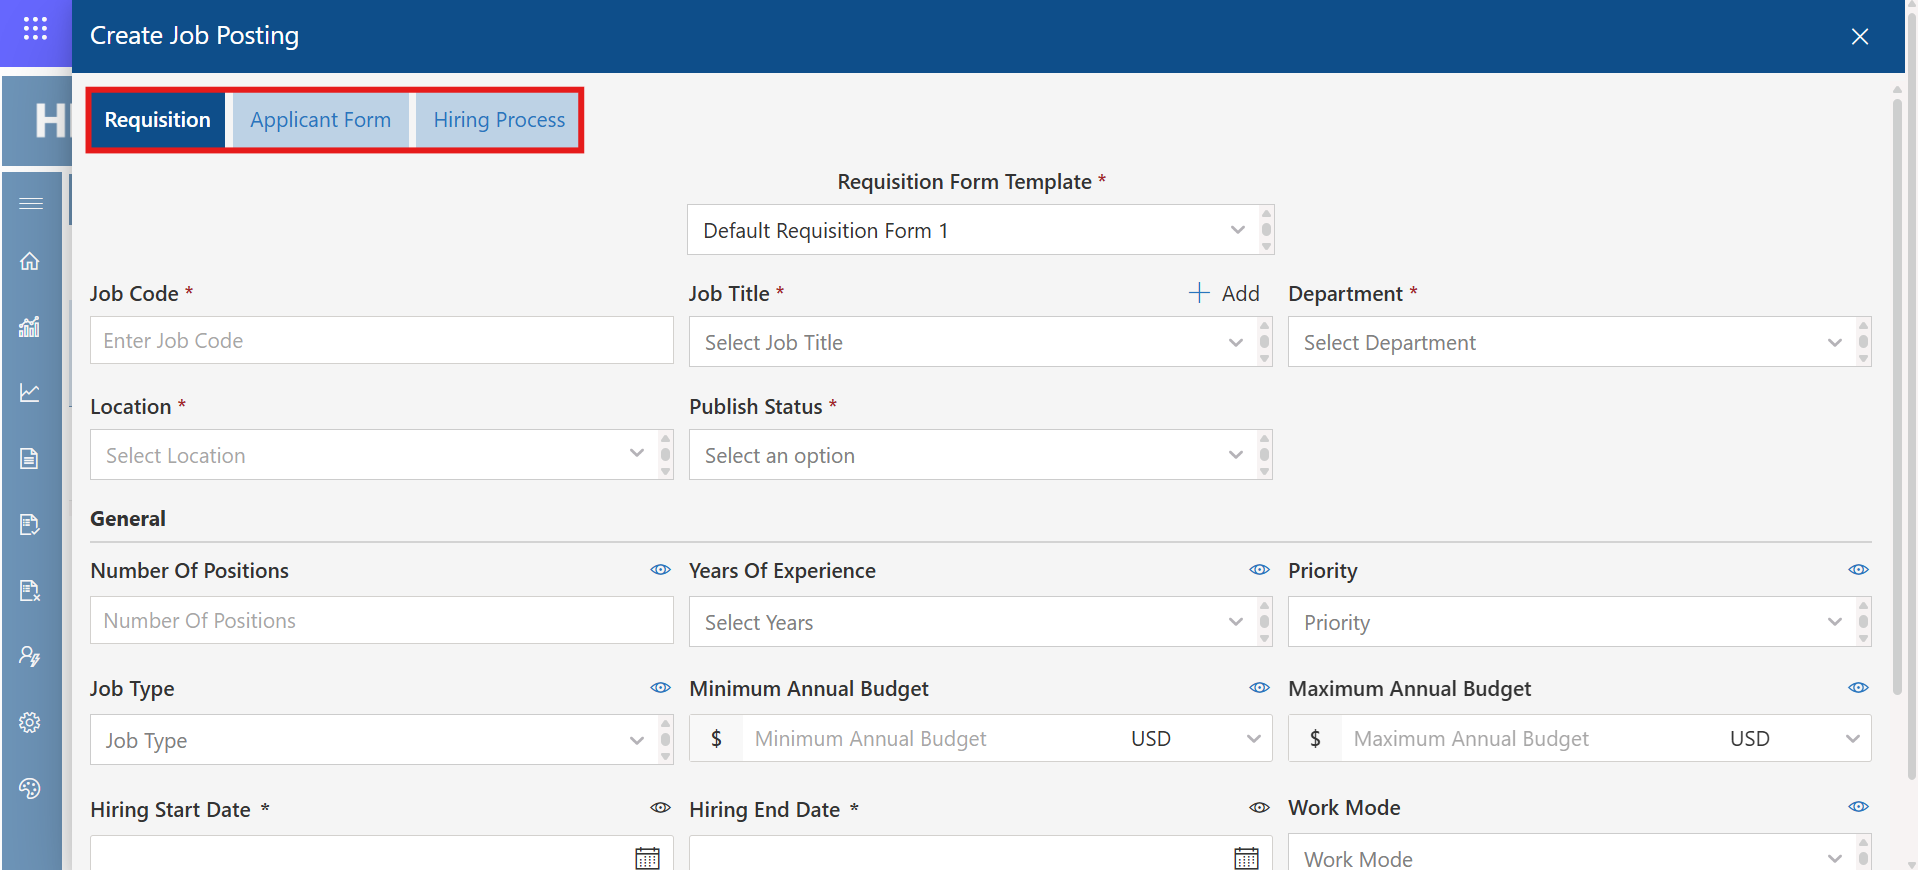 Create Job Posting
Requisition Applicant Form Hiring Process
Requisition Form Template *
Default Requisition Form 1
Job Code * Job Title * Add Department *
Enter Job Code Select Job Title Select Department
Location * Publish Status *
Select Location Select an option
General
Number Of Positions Years Of Experience Priority
Number Of Positions Select Years Priority
Job Type Minimum Annual Budget Maximum Annual Budget
Job Type $ Minimum Annual Budget USD $ Maximum Annual Budget USD
Hiring Start Date * Hiring End Date * Work Mode
Work Mode